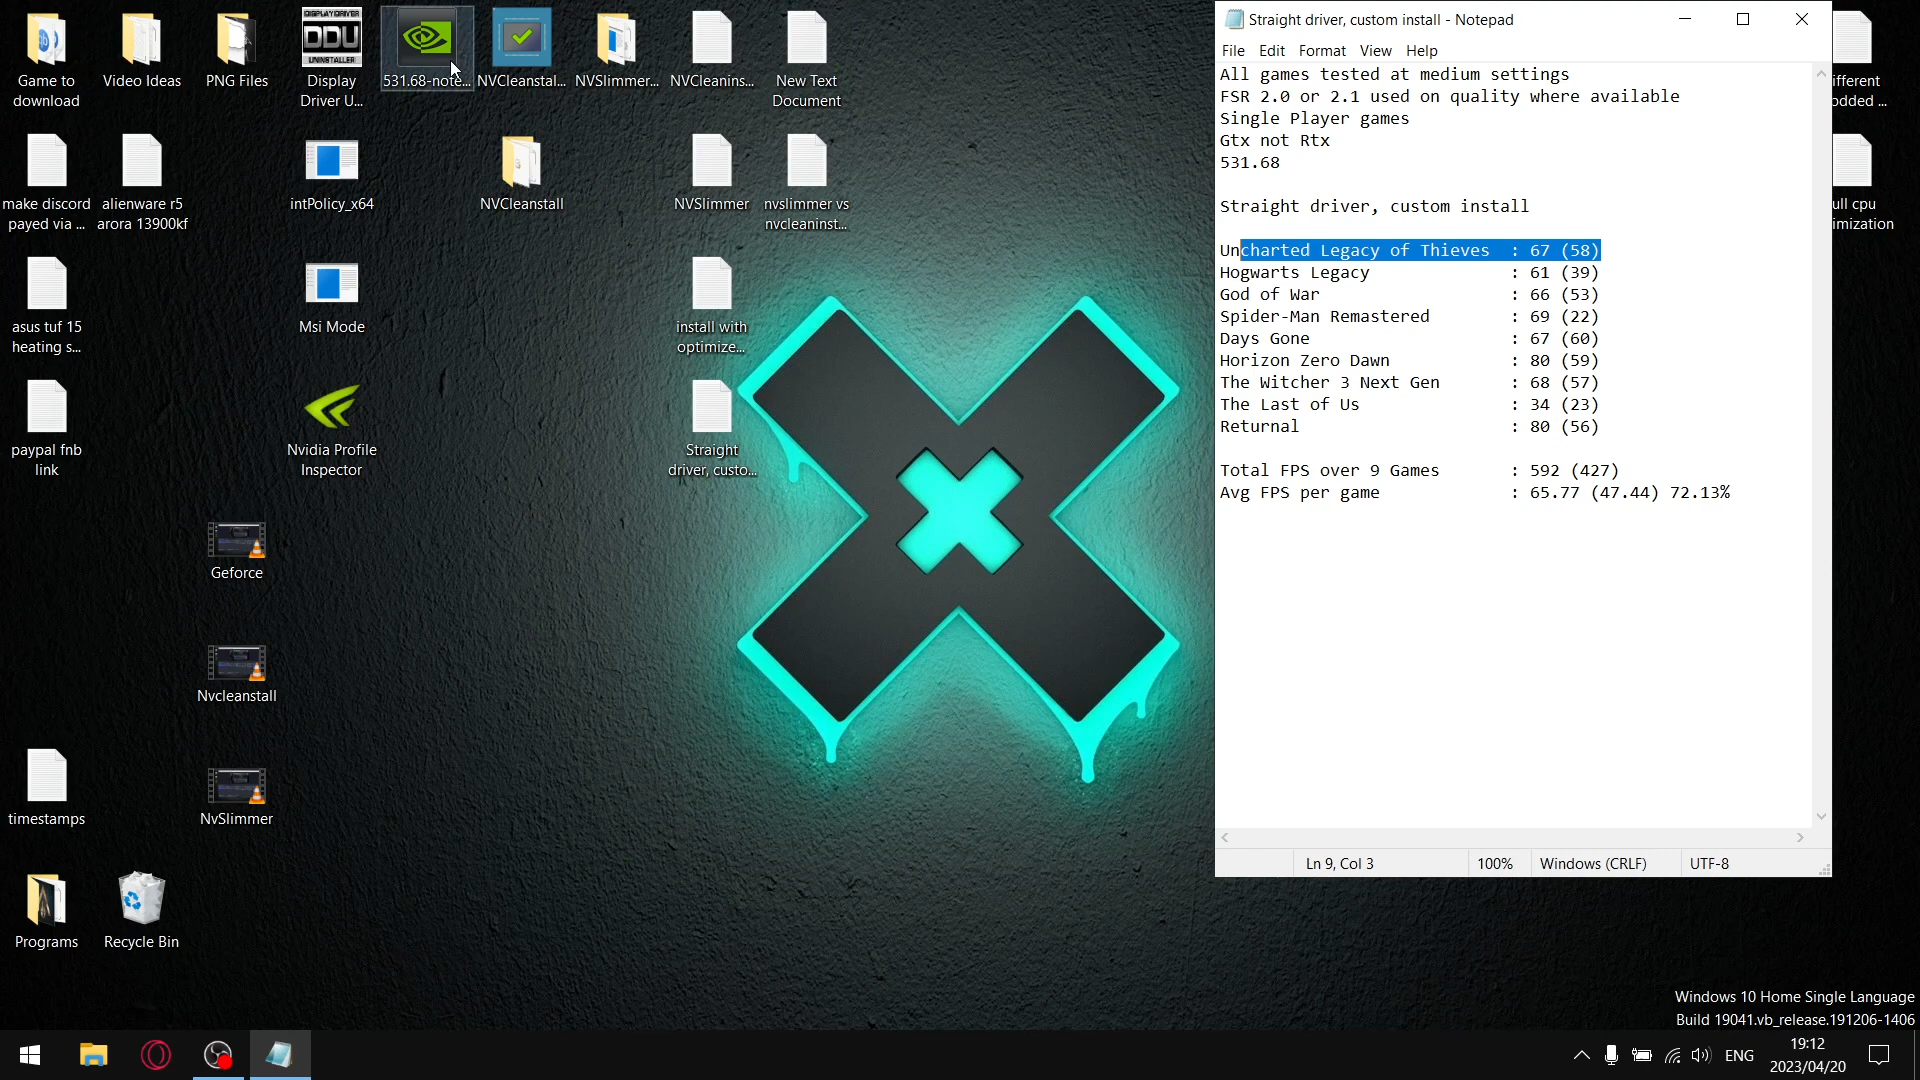 Game to
download
Video Ideas
PNG Files
DISPLAY DRIVER
DDU
UNINSTALLER
Display
Driver U...
531.68-note...
NVCleanstal...
NVSlimmer...
NVCleanins...
New Text
Document
make discord
payed via ...
alienware r5
arora 13900kf
intPolicy_x64
NVCleanstall
NVSlimmer
nvslimmer vs
nvcleaninst...
asus tuf 15
heating s...
Msi Mode
install with
optimize...
paypal fnb
link
Nvidia Profile
Inspector
Straight
driver, custo...
Geforce
Nvcleanstall
timestamps
NvSlimmer
Programs
Recycle Bin
Straight driver, custom install - Notepad
File Edit Format View Help
All games tested at medium settings
FSR 2.0 or 2.1 used on quality where available
Single Player games
Gtx not Rtx
531.68
Straight driver, custom install
Uncharted Legacy of Thieves : 67 (58)
Hogwarts Legacy : 61 (39)
God of War : 66 (53)
Spider-Man Remastered : 69 (22)
Days Gone : 67 (60)
Horizon Zero Dawn : 80 (59)
The Witcher 3 Next Gen : 68 (57)
The Last of Us : 34 (23)
Returnal : 80 (56)
Total FPS over 9 Games : 592 (427)
Avg FPS per game : 65.77 (47.44) 72.13%
Ln 9, Col 3 100% Windows (CRLF) UTF-8
ifferent
odded ...
ull cpu
imization
Windows 10 Home Single Language
Build 19041.vb_release.191206-1406
ENG
19:12
2023/04/20